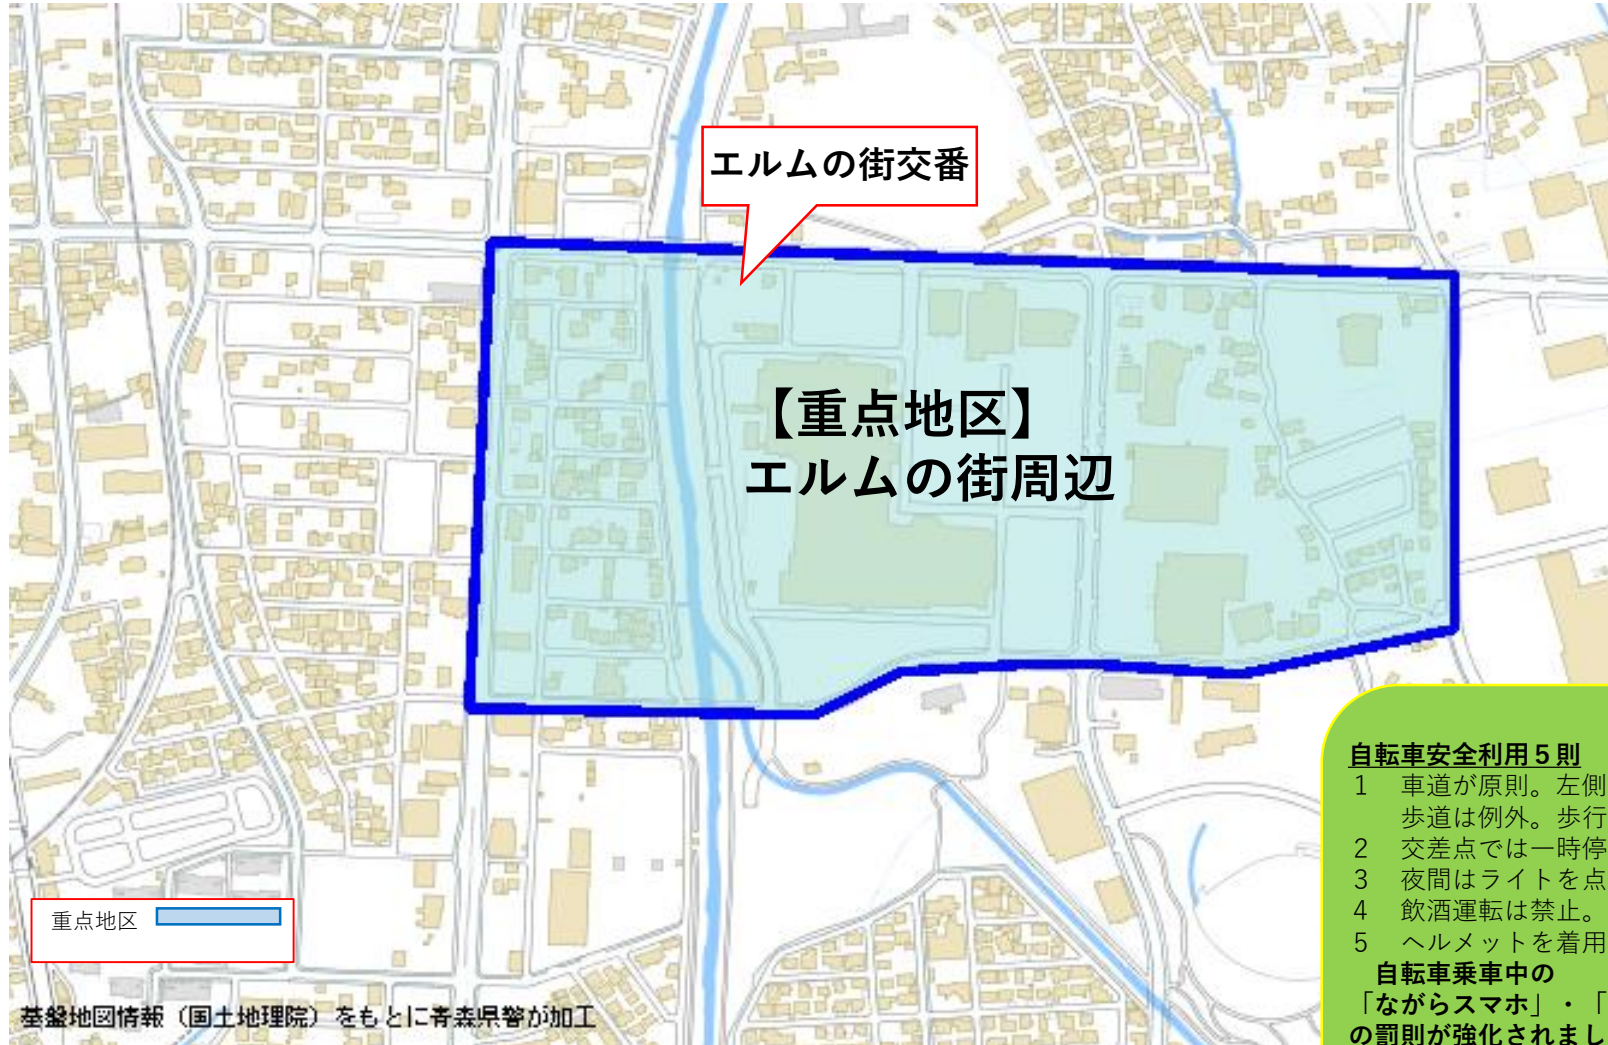 エルムの街交番
【重点地区】
エルムの街周辺
重点地区
基盤地図情報（国土地理院）をもとに青森県警が加工
自転車安全利用５則
1　車道が原則。左側
歩道は例外。歩行
2　交差点では一時停
3　夜間はライトを点
4　飲酒運転は禁止。
5　ヘルメットを着用
自転車乗車中の
「ながらスマホ」・「
の罰則が強化されまし